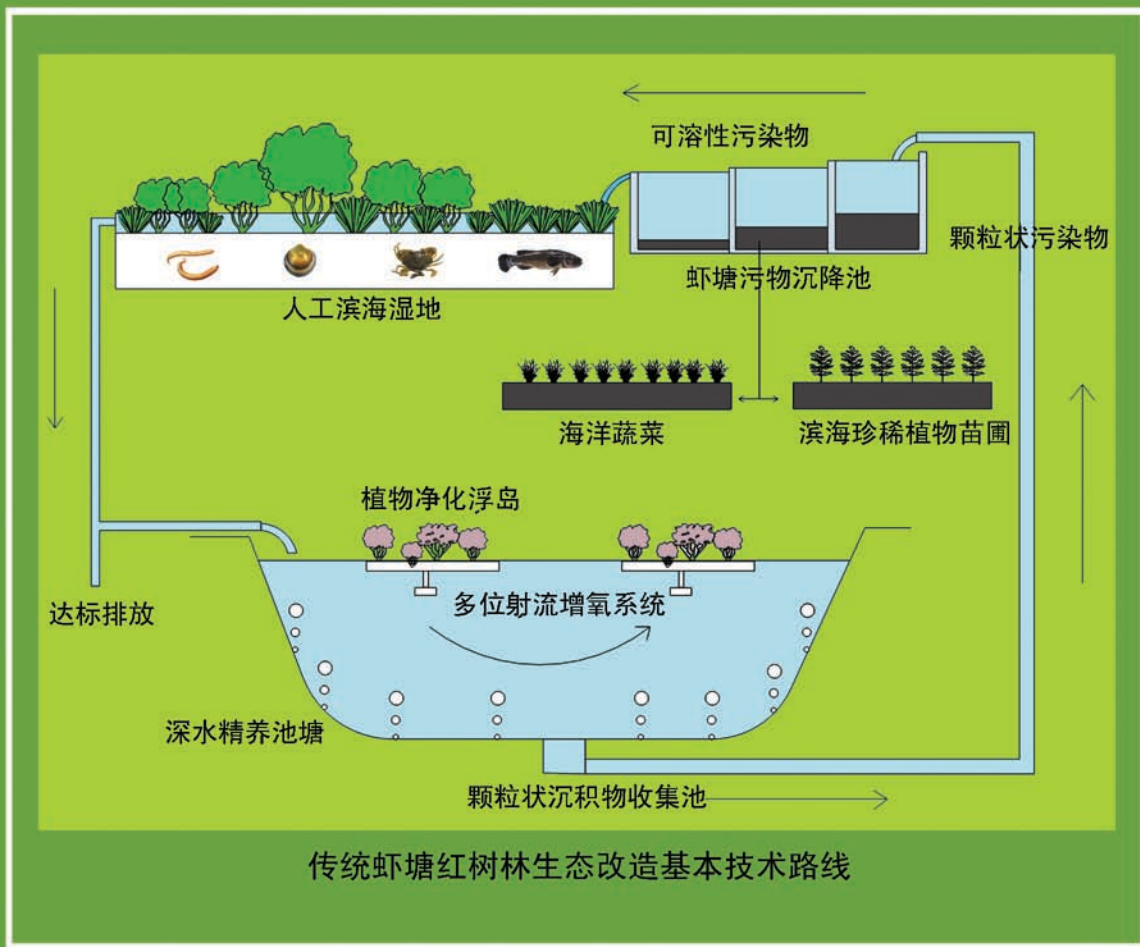 可溶性污染物
颗粒状污染物
虾塘污物沉降池
人工滨海湿地
海洋蔬菜
滨海珍稀植物苗圃
植物净化浮岛
多位射流增氧系统
达标排放
深水精养池塘
颗粒状沉积物收集池
传统虾塘红树林生态改造基本技术路线